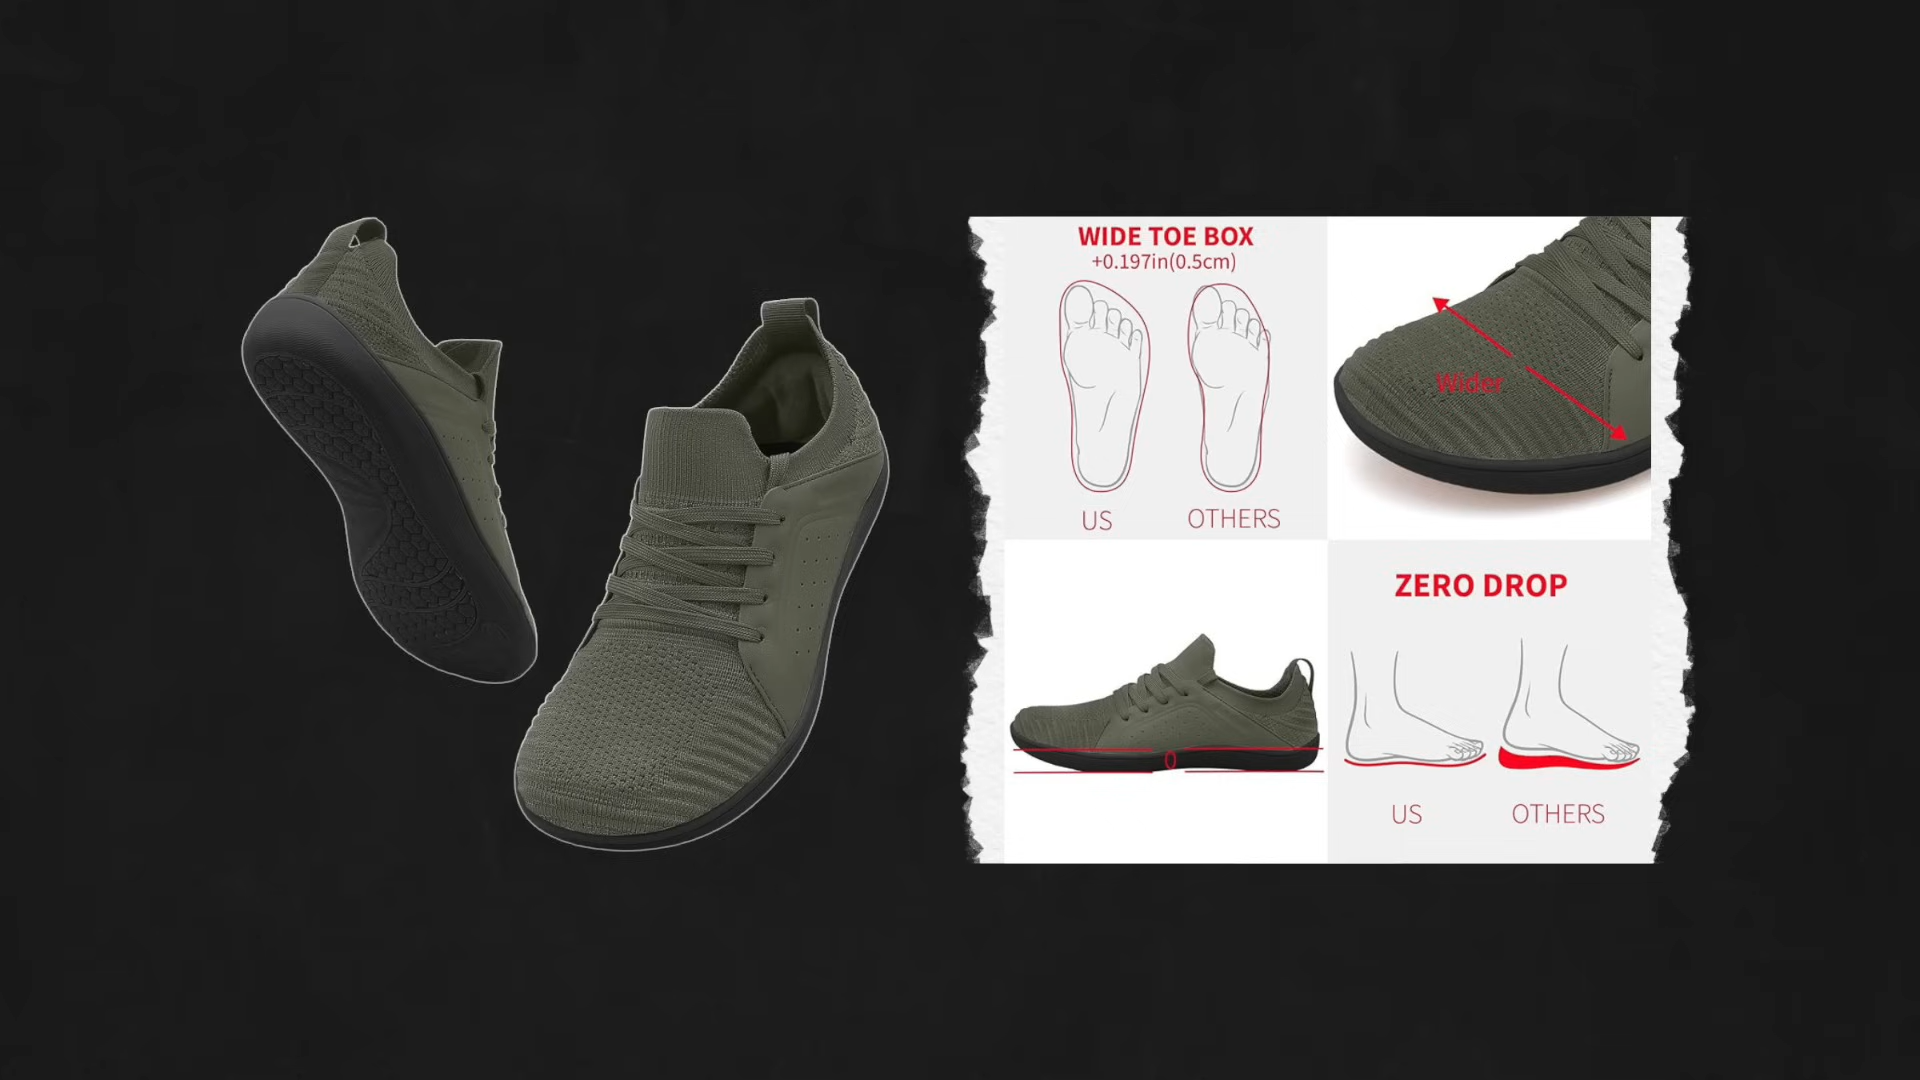 WIDE TOE BOX
+0.197in(0.5cm)
US
OTHERS
Wider
0
ZERO DROP
US
OTHERS